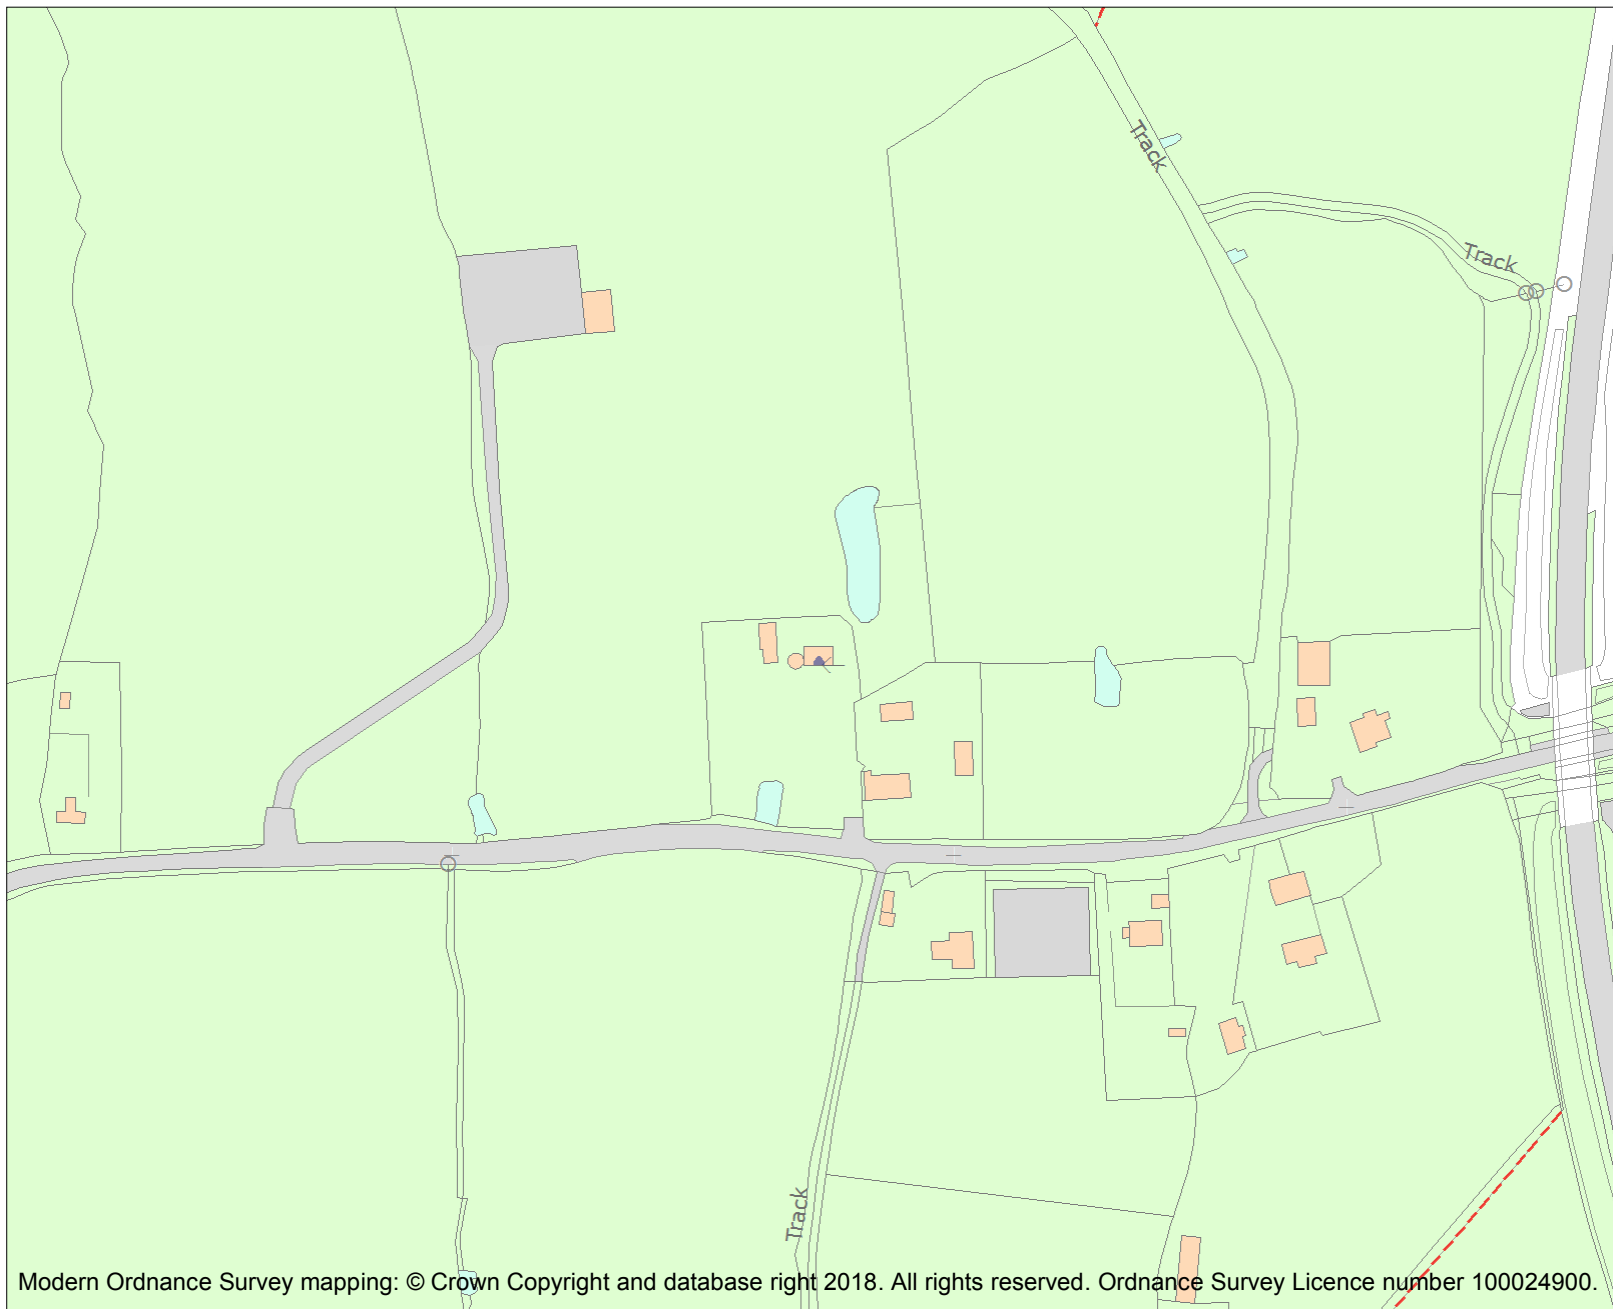 Track
Track
Track
Modern Ordnance Survey mapping: © Crown Copyright and database right 2018. All rights reserved. Ordnance Survey Licence number 100024900.